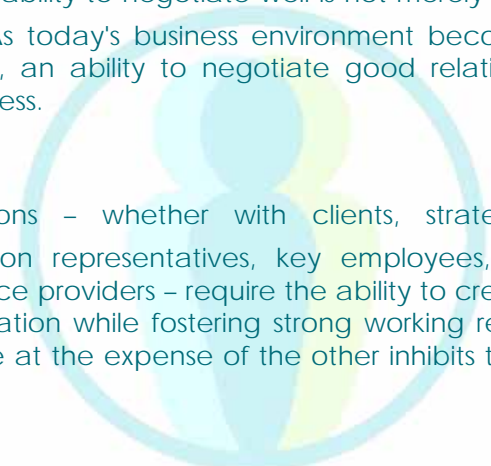 ability to negotiate well is not merely
As today's business environment beco
, an ability to negotiate good relati
ess.
ons – whether with clients, strate
on representatives, key employees,
ce providers – require the ability to cre
ation while fostering strong working re
e at the expense of the other inhibits t